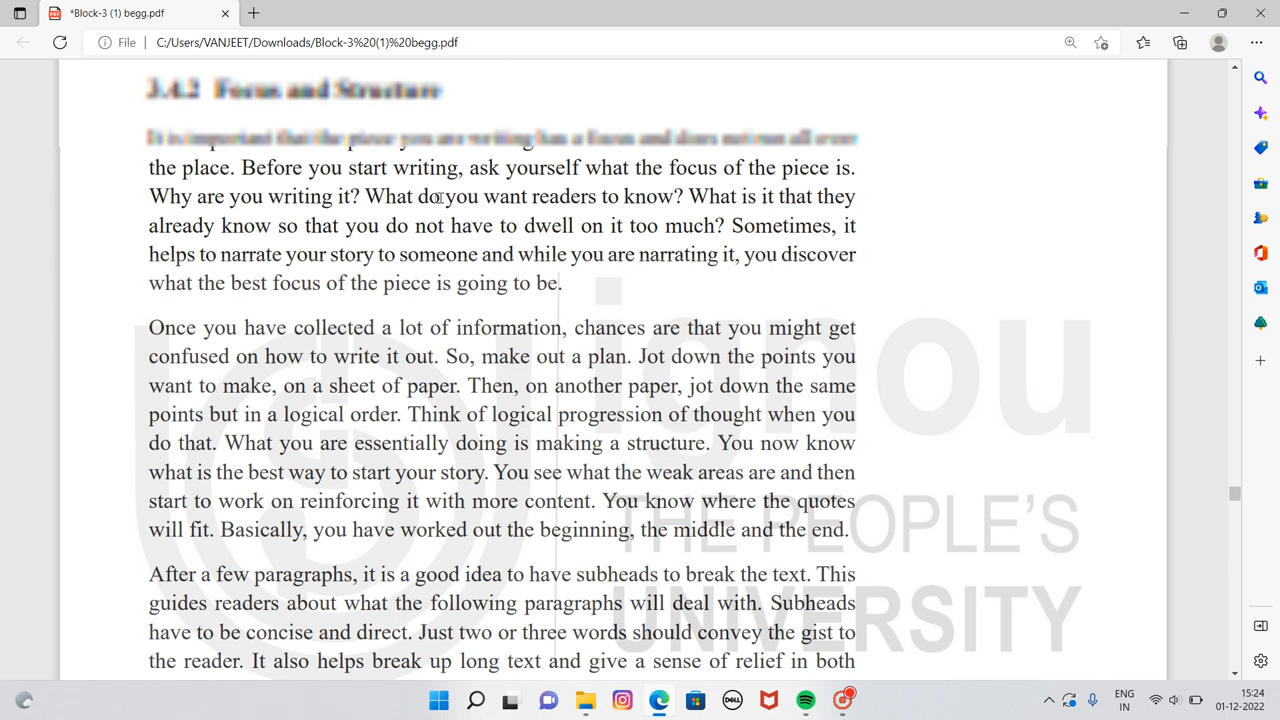 *Block-3 (1) begg.pdf
File
C:/Users/VANJEET/Downloads/Block-3%20(1)%20begg.pdf
3.4.2 Focus and Structure
It is important that the piece you are writing has a focus and does not run all over
the place. Before you start writing, ask yourself what the focus of the piece is.
Why are you writing it? What do you want readers to know? What is it that they
already know so that you do not have to dwell on it too much? Sometimes, it
helps to narrate your story to someone and while you are narrating it, you discover
what the best focus of the piece is going to be.
Once you have collected a lot of information, chances are that you might get
confused on how to write it out. So, make out a plan. Jot down the points you
want to make, on a sheet of paper. Then, on another paper, jot down the same
points but in a logical order. Think of logical progression of thought when you
do that. What you are essentially doing is making a structure. You now know
what is the best way to start your story. You see what the weak areas are and then
start to work on reinforcing it with more content. You know where the quotes
will fit. Basically, you have worked out the beginning, the middle and the end.
After a few paragraphs, it is a good idea to have subheads to break the text. This
guides readers about what the following paragraphs will deal with. Subheads
have to be concise and direct. Just two or three words should convey the gist to
the reader. It also helps break up long text and give a sense of relief in both
ignou
THE PEOPLE'S
UNIVERSITY
DELL
ENG
IN
15:24
01-12-2022